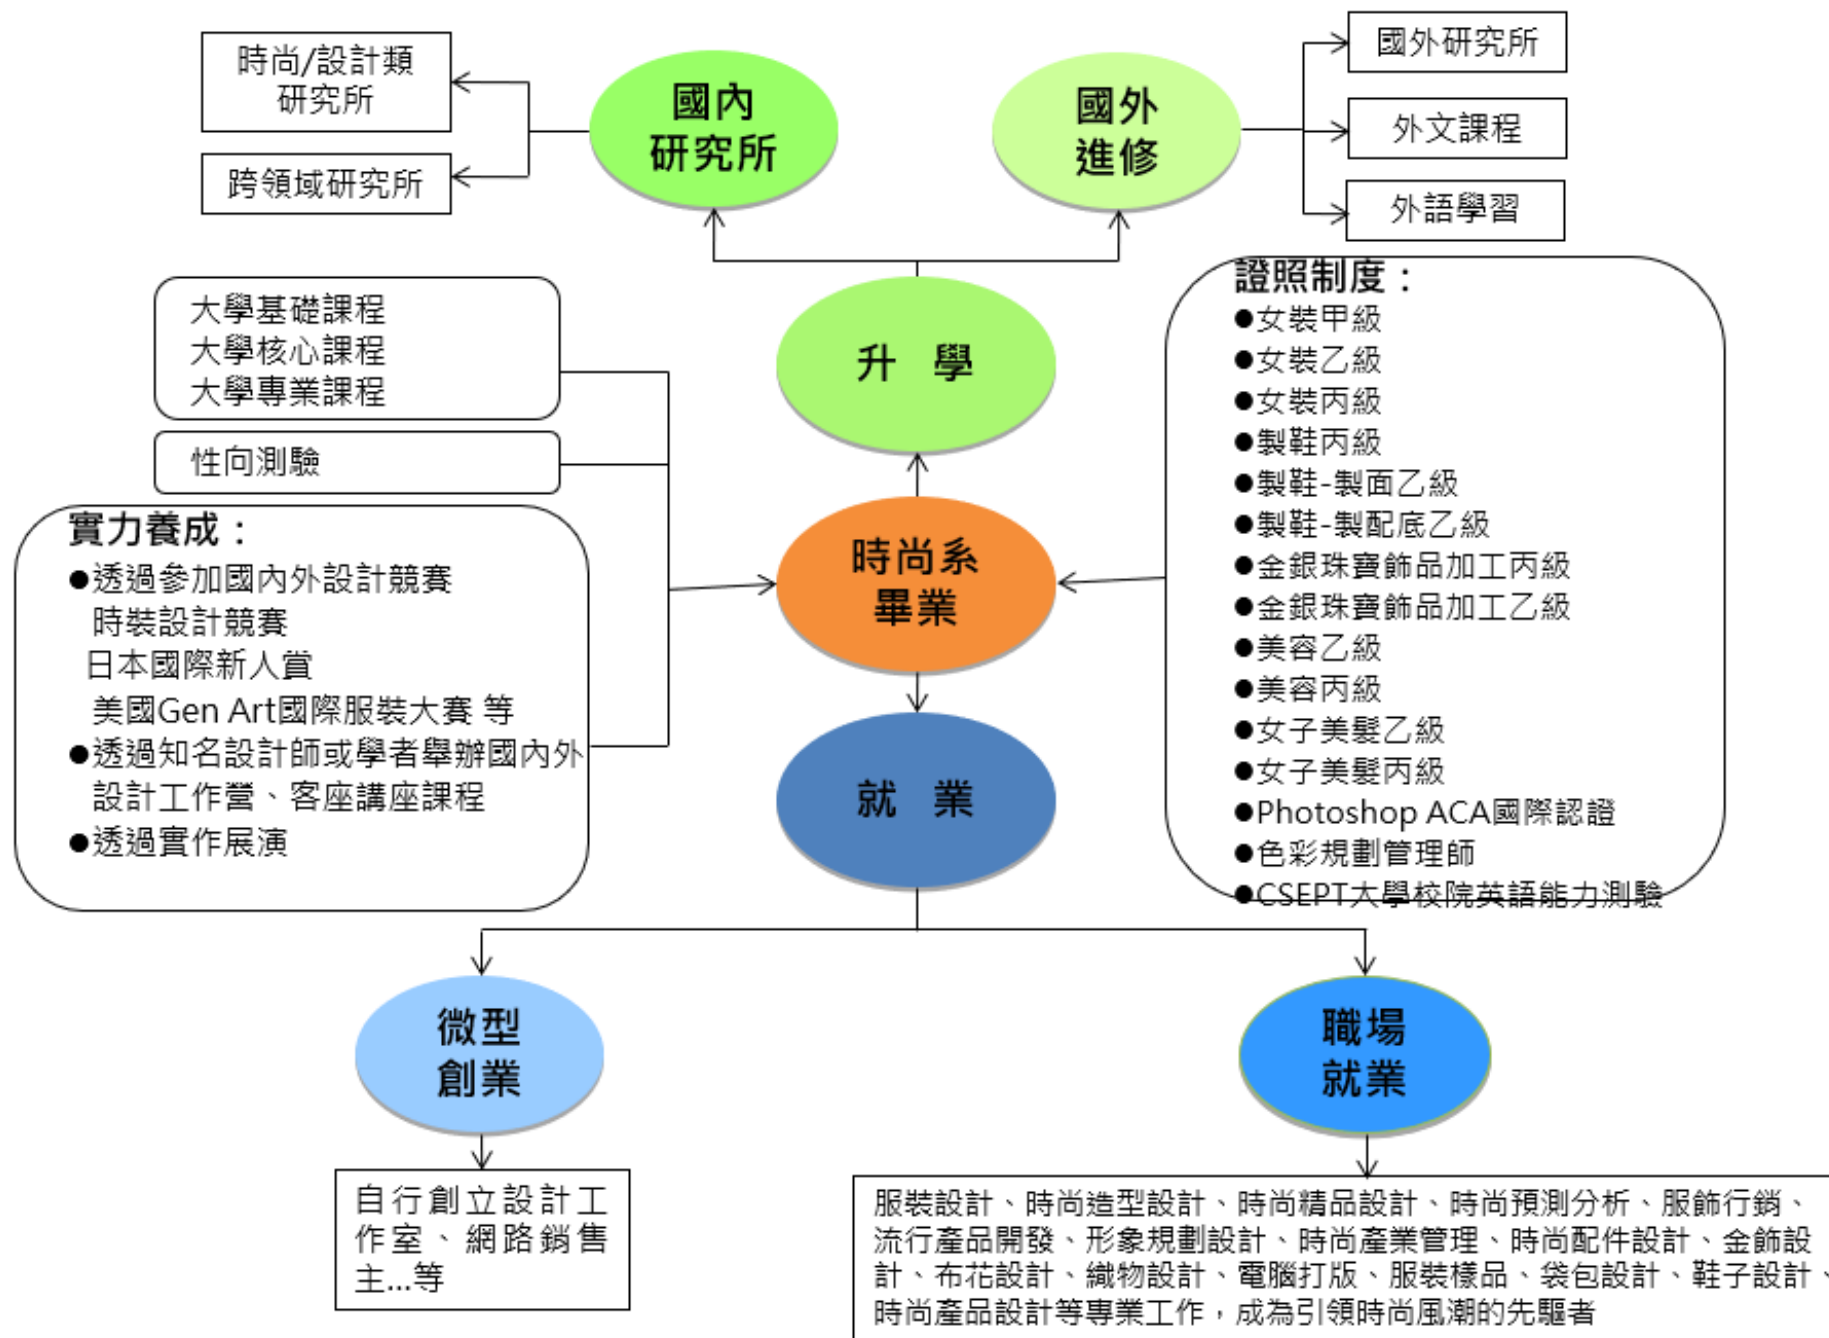 時尚/設計類
研究所
跨領域研究所
國內
研究所
國外
進修
國外研究所
外文課程
外語學習
大學基礎課程
大學核心課程
大學專業課程
性向測驗
實力養成：
●透過參加國內外設計競賽
時裝設計競賽
日本國際新人賞
美國Gen Art國際服裝大賽 等
●透過知名設計師或學者舉辦國內外
設計工作營、客座講座課程
●透過實作展演
升 學
時尚系
畢業
就 業
證照制度：
●女裝甲級
●女裝乙級
●女裝丙級
●製鞋丙級
●製鞋-製面乙級
●製鞋-製配底乙級
●金銀珠寶飾品加工丙級
●金銀珠寶飾品加工乙級
●美容乙級
●美容丙級
●女子美髮乙級
●女子美髮丙級
●Photoshop ACA國際認證
●色彩規劃管理師
●CSEPT大學校院英語能力測驗
微型
創業
自行創立設計工
作室、網路銷售
主...等
職場
就業
服裝設計、時尚造型設計、時尚精品設計、時尚預測分析、服飾行銷、
流行產品開發、形象規劃設計、時尚產業管理、時尚配件設計、金飾設
計、布花設計、織物設計、電腦打版、服裝樣品、袋包設計、鞋子設計、
時尚產品設計等專業工作，成為引領時尚風潮的先驅者